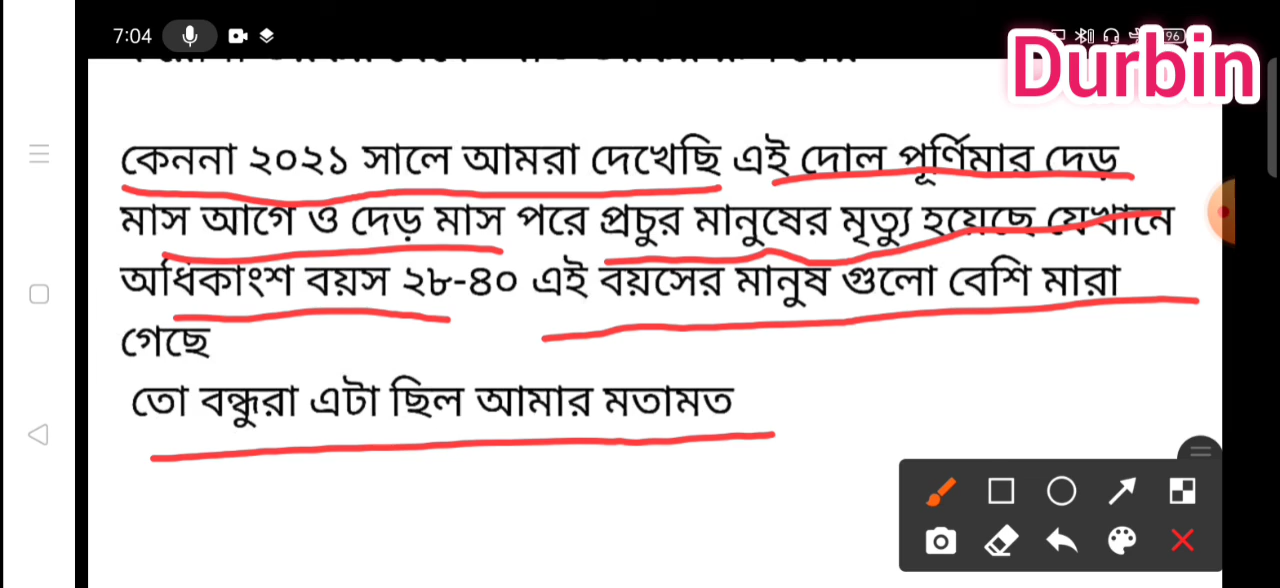 7:04
96
Durbin
কেননা ২০২১ সালে আমরা দেখেছি এই দোল পূর্ণিমার দেড়
মাস আগে ও দেড় মাস পরে প্রচুর মানুষের মৃত্যু হয়েছে যেখানে
অধিকাংশ বয়স ২৮-৪০ এই বয়সের মানুষ গুলো বেশি মারা
গেছে
তো বন্ধুরা এটা ছিল আমার মতামত